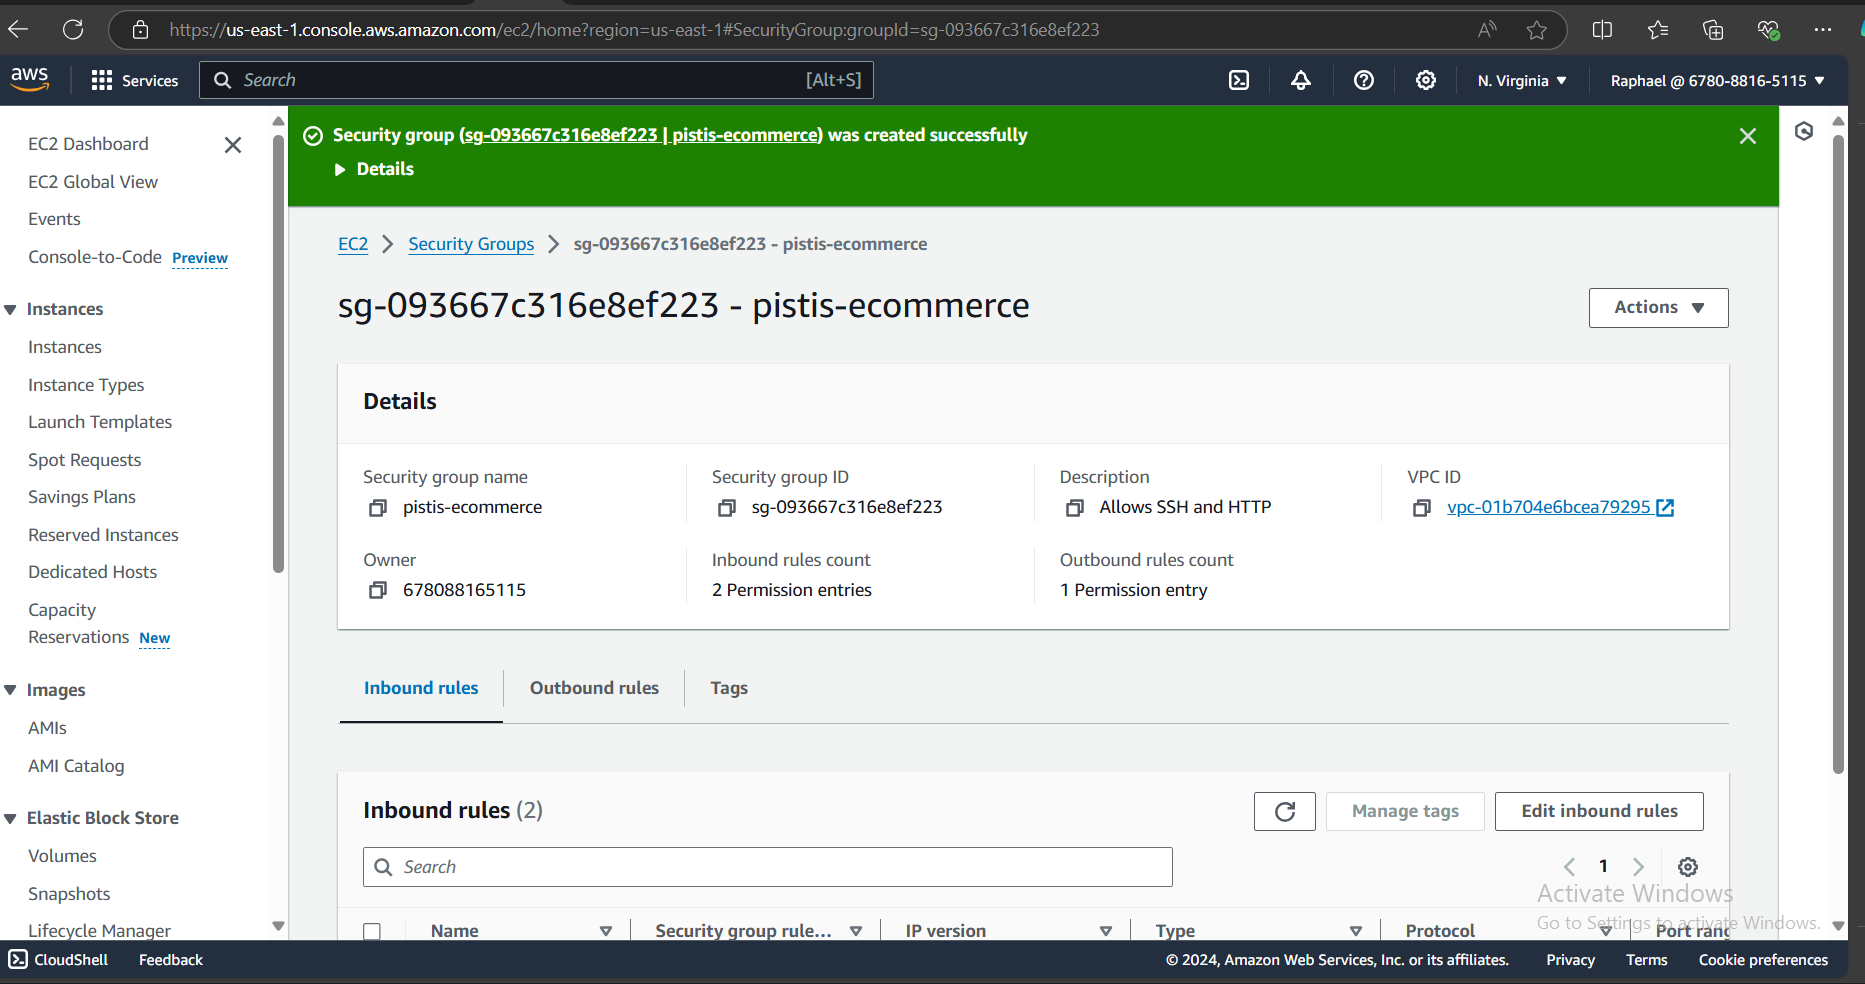 https://us-east-1.console.aws.amazon.com/ec2/home?region=us-east-1#SecurityGroup:groupId=sg-093667c316e8ef223
aws Services Search [Alt+S] N. Virginia ▼ Raphael @ 6780-8816-5115 ▼
EC2 Dashboard
EC2 Global View
Events
Console-to-Code Preview
Instances
Instances
Instance Types
Launch Templates
Spot Requests
Savings Plans
Reserved Instances
Dedicated Hosts
Capacity
Reservations New
Images
AMIs
AMI Catalog
Elastic Block Store
Volumes
Snapshots
Lifecycle Manager
Security group (sg-093667c316e8ef223 | pistis-ecommerce) was created successfully
Details
EC2 > Security Groups > sg-093667c316e8ef223 - pistis-ecommerce
sg-093667c316e8ef223 - pistis-ecommerce
Actions ▼
Details
Security group name
pistis-ecommerce
Security group ID
sg-093667c316e8ef223
Description
Allows SSH and HTTP
VPC ID
vpc-01b704e6bcea79295
Owner
678088165115
Inbound rules count
2 Permission entries
Outbound rules count
1 Permission entry
Inbound rules Outbound rules Tags
Inbound rules (2)
Manage tags
Edit inbound rules
Search
1
Name Security group rule... IP version Type Protocol Port rang
Activate Windows
Go to Settings to activate Windows.
CloudShell Feedback © 2024, Amazon Web Services, Inc. or its affiliates. Privacy Terms Cookie preferences